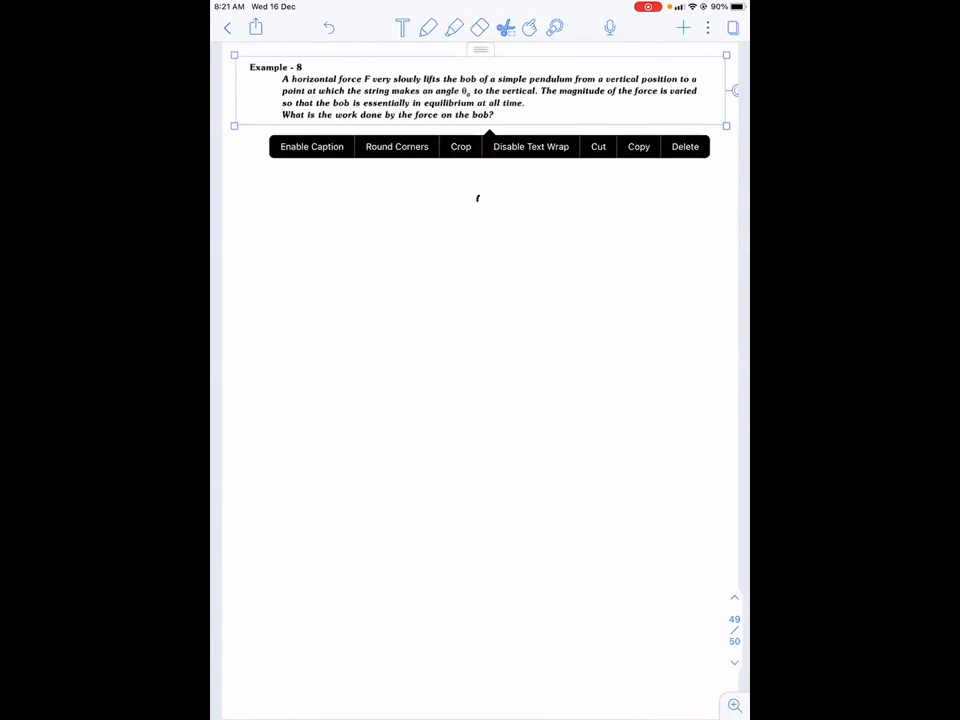 8:21 AM Wed 16 Dec
90%
Example - 8
A horizontal force F very slowly lifts the bob of a simple pendulum from a vertical position to a
point at which the string makes an angle θ₀ to the vertical. The magnitude of the force is varied
so that the bob is essentially in equilibrium at all time.
What is the work done by the force on the bob?
Enable Caption Round Corners Crop Disable Text Wrap Cut Copy Delete
49
/
50